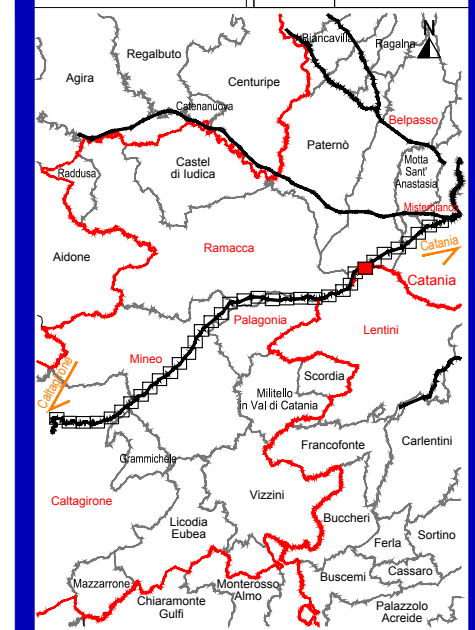 Biancavilla
N
Regalbuto
Ragalna
Agira
Centuripe
Catenanuova
Belpasso
Paternò
Castel
di Iudica
Motta
Sant'
Anastasia
Raddusa
Misterbianco
Catania
Ramacca
Aidone
Catania
Palagonia
Lentini
Mineo
Caltagirone
Scordia
Militello
in Val di Catania
Francofonte
Carlentini
Grammichele
Vizzini
Caltagirone
Buccheri
Licodia
Eubea
Sortino
Ferla
Cassaro
Buscemi
Mazzarrone
Monterosso
Almo
Chiaramonte
Gulfi
Palazzolo
Acreide